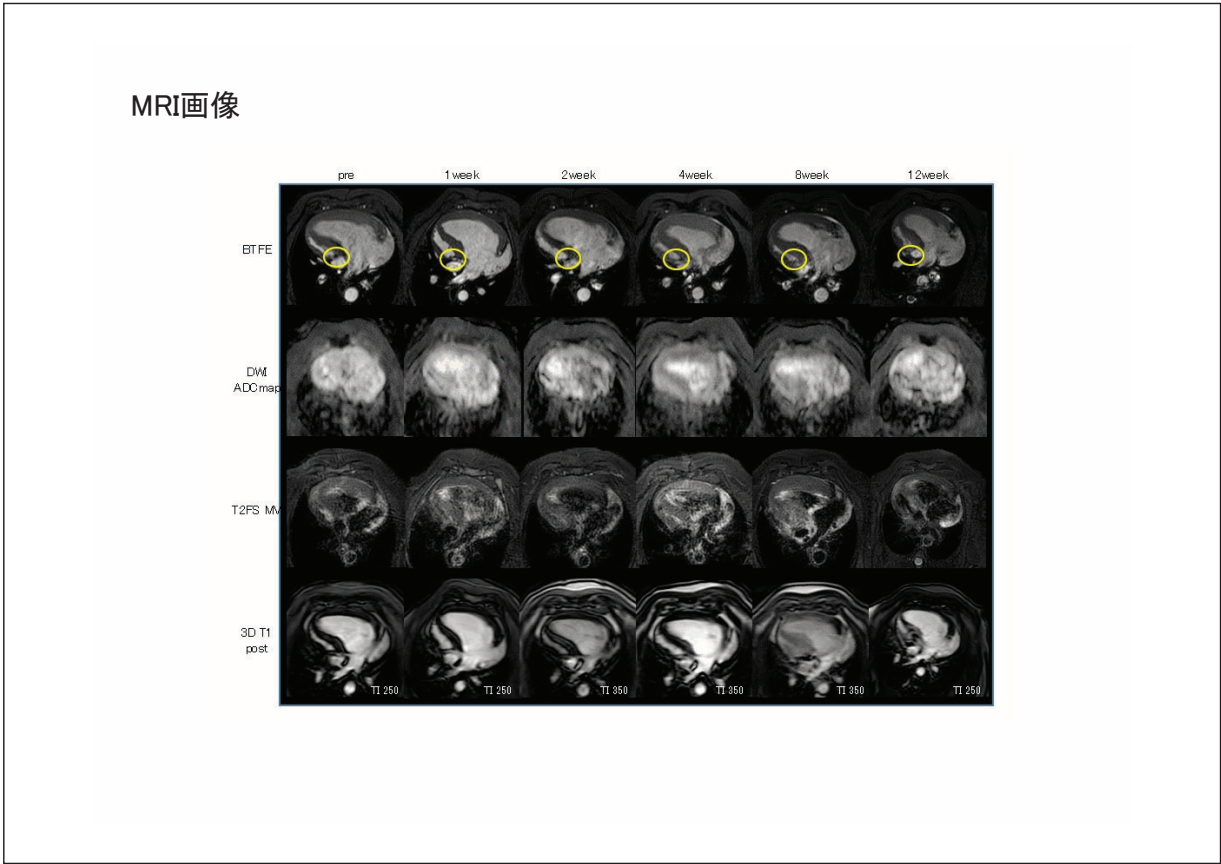 MRI画像
pre 1week 2week 4week 8week 12week
BTFE
DWI
ADCmap
T2FS MV
3D T1
post
TI 250 TI 250 TI 350 TI 350 TI 350 TI 250